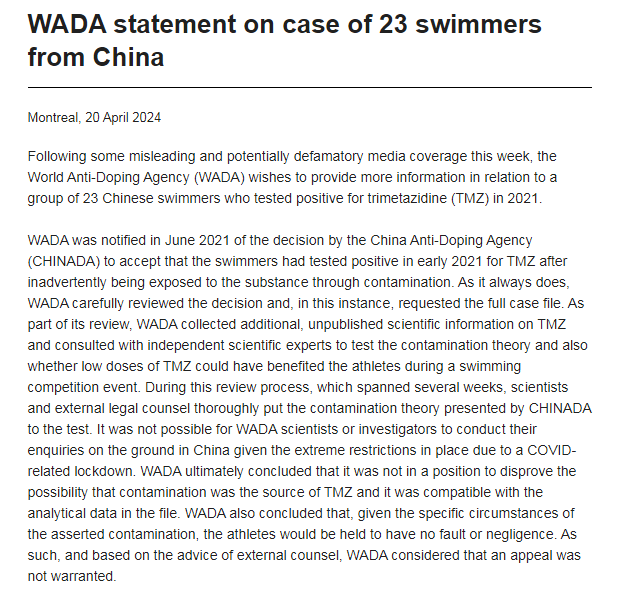 WADA statement on case of 23 swimmers
from China
Montreal, 20 April 2024
Following some misleading and potentially defamatory media coverage this week, the
World Anti-Doping Agency (WADA) wishes to provide more information in relation to a
group of 23 Chinese swimmers who tested positive for trimetazidine (TMZ) in 2021.
WADA was notified in June 2021 of the decision by the China Anti-Doping Agency
(CHINADA) to accept that the swimmers had tested positive in early 2021 for TMZ after
inadvertently being exposed to the substance through contamination. As it always does,
WADA carefully reviewed the decision and, in this instance, requested the full case file. As
part of its review, WADA collected additional, unpublished scientific information on TMZ
and consulted with independent scientific experts to test the contamination theory and also
whether low doses of TMZ could have benefited the athletes during a swimming
competition event. During this review process, which spanned several weeks, scientists
and external legal counsel thoroughly put the contamination theory presented by CHINADA
to the test. It was not possible for WADA scientists or investigators to conduct their
enquiries on the ground in China given the extreme restrictions in place due to a COVID-
related lockdown. WADA ultimately concluded that it was not in a position to disprove the
possibility that contamination was the source of TMZ and it was compatible with the
analytical data in the file. WADA also concluded that, given the specific circumstances of
the asserted contamination, the athletes would be held to have no fault or negligence. As
such, and based on the advice of external counsel, WADA considered that an appeal was
not warranted.